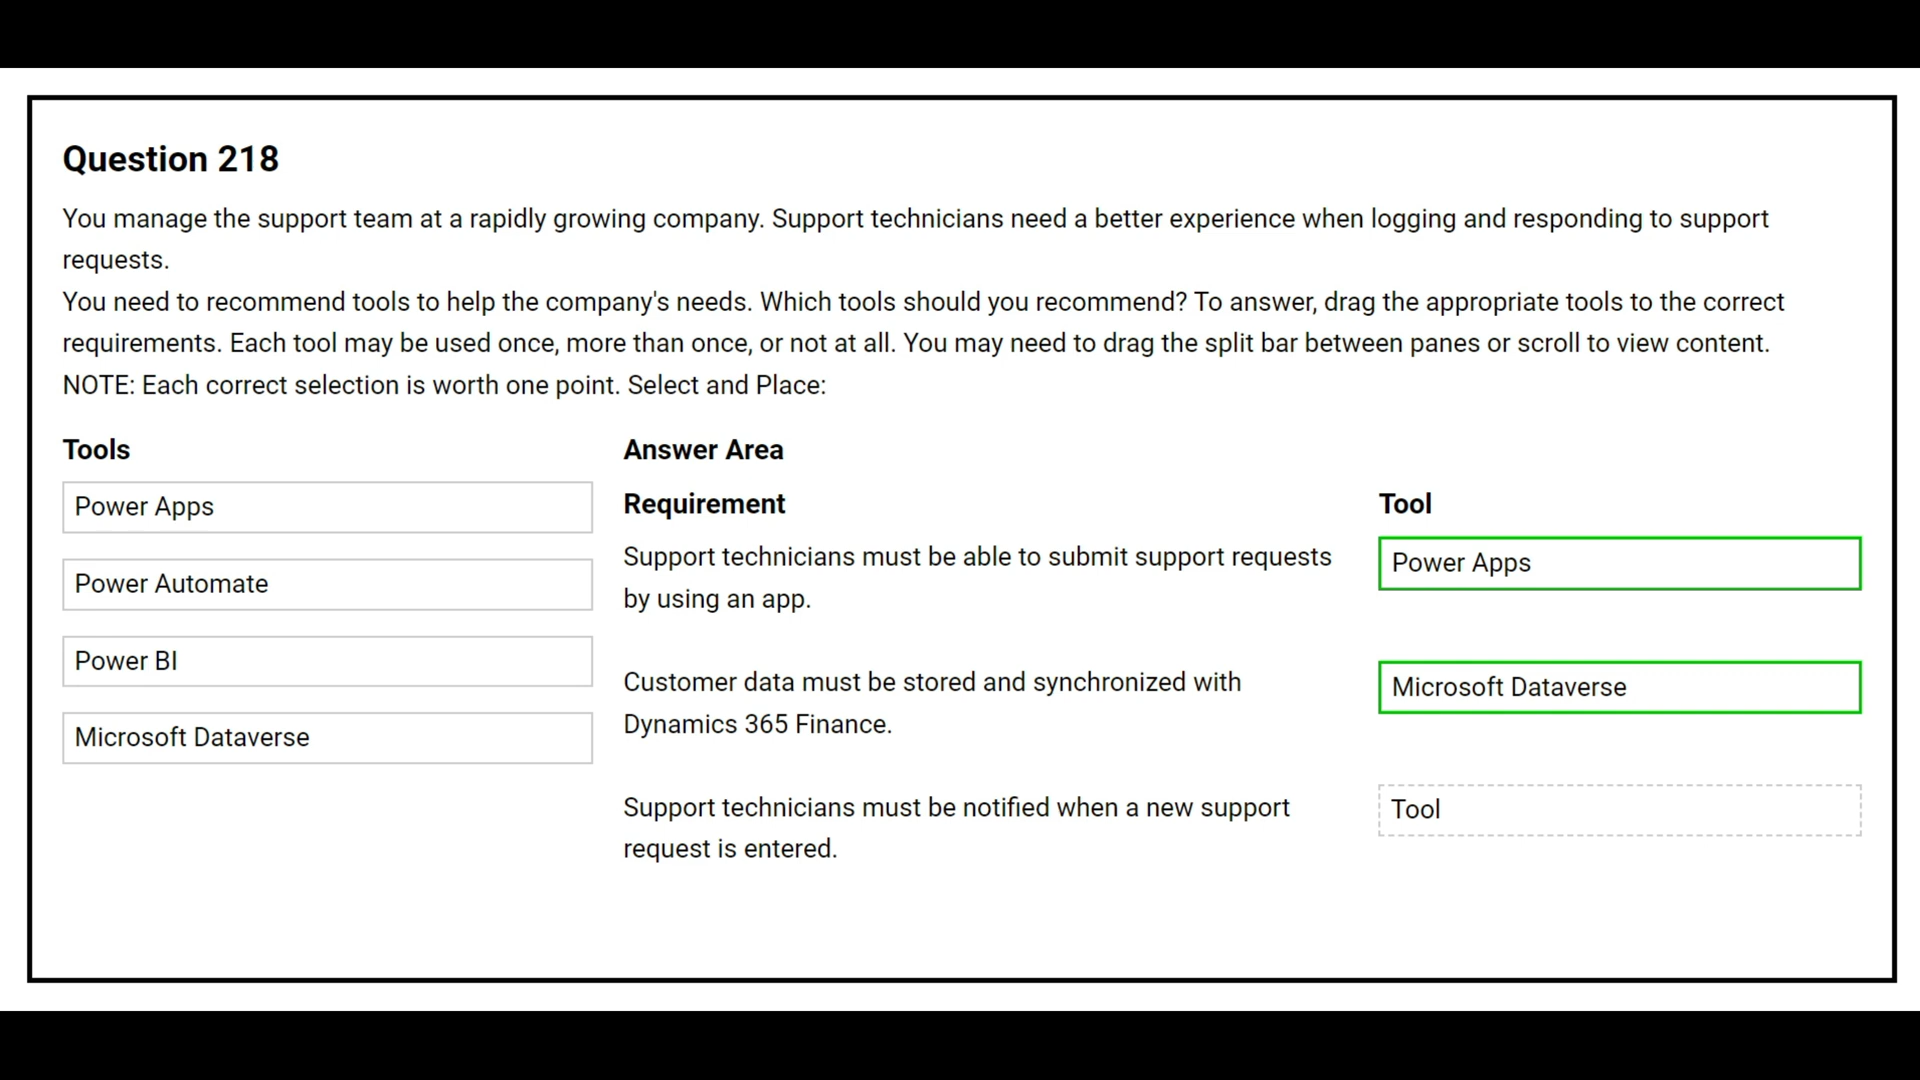 Question 218
You manage the support team at a rapidly growing company. Support technicians need a better experience when logging and responding to support
requests.
You need to recommend tools to help the company's needs. Which tools should you recommend? To answer, drag the appropriate tools to the correct
requirements. Each tool may be used once, more than once, or not at all. You may need to drag the split bar between panes or scroll to view content.
NOTE: Each correct selection is worth one point. Select and Place:
Tools
Power Apps
Power Automate
Power BI
Microsoft Dataverse
Answer Area
Requirement
Tool
Support technicians must be able to submit support requests
by using an app.
Power Apps
Customer data must be stored and synchronized with
Dynamics 365 Finance.
Microsoft Dataverse
Support technicians must be notified when a new support
request is entered.
Tool